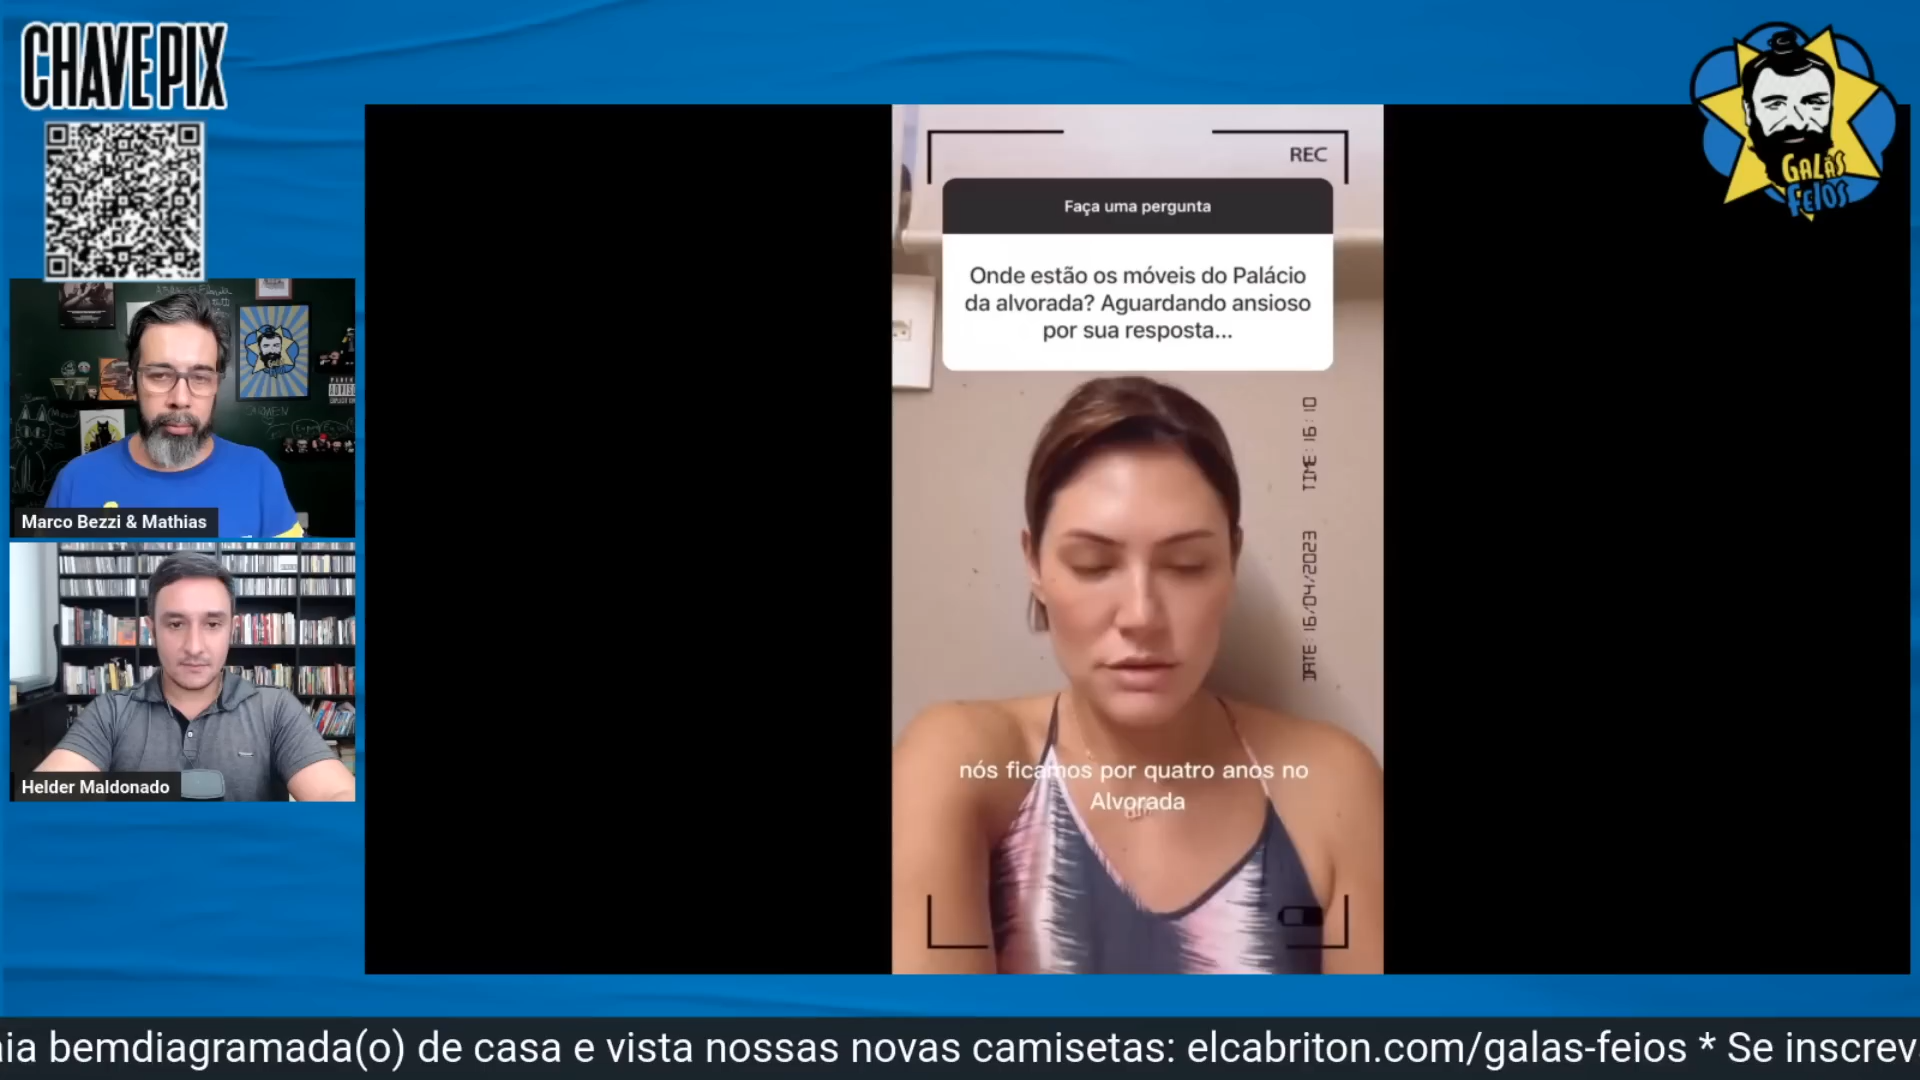 CHAVE PIX
GALÃS
FEIOS
REC
Faça uma pergunta
Onde estão os móveis do Palácio
da alvorada? Aguardando ansioso
por sua resposta...
TIME: 16:10
DATE: 16/04/2023
nós ficamos por quatro anos no
Alvorada
Marco Bezzi & Mathias
Helder Maldonado
aia bemdiagramada(o) de casa e vista nossas novas camisetas: elcabriton.com/galas-feios * Se inscrev